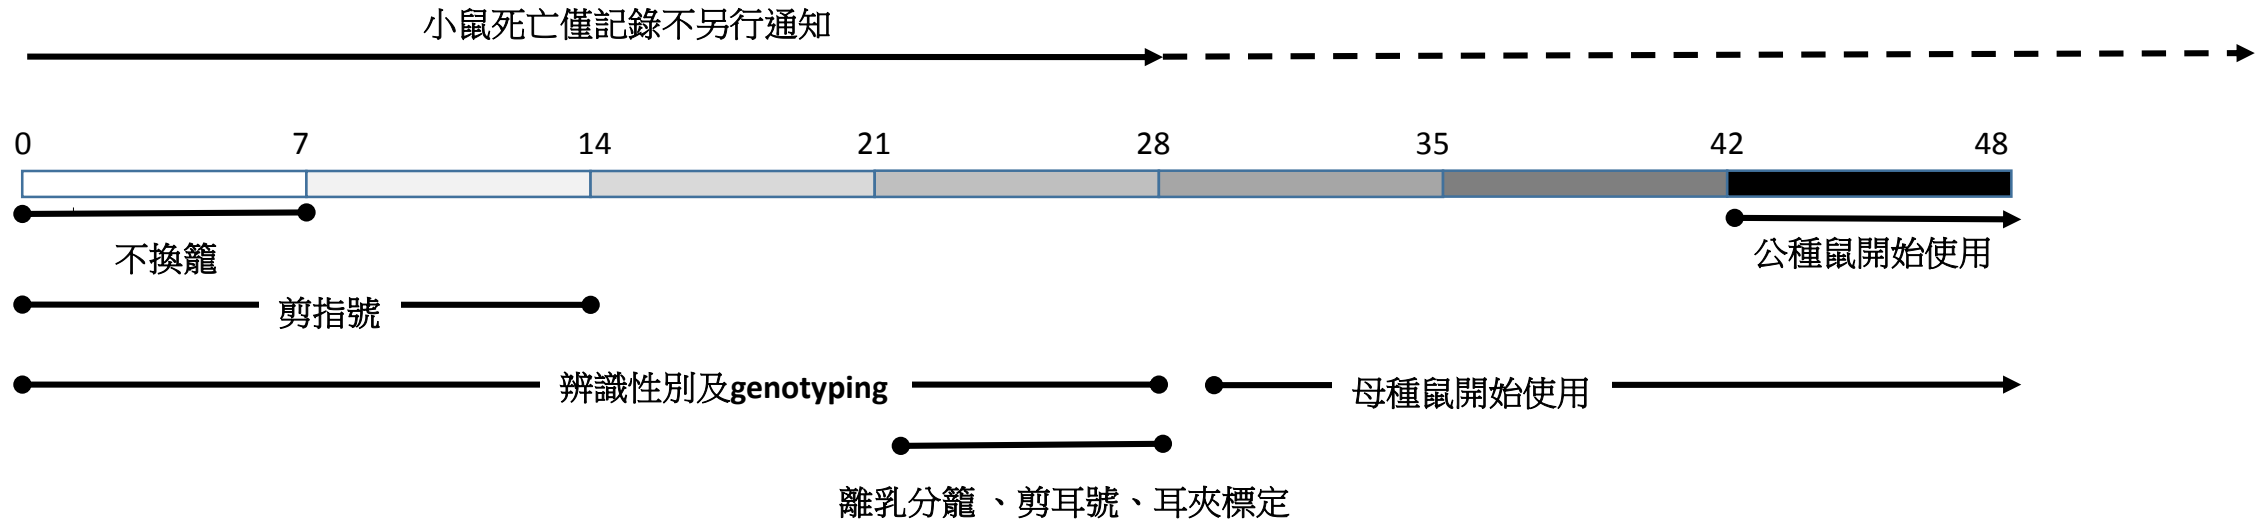 小鼠死亡僅記錄不另行通知
0 7 14 21 28 35 42 48
不換籠
公種鼠開始使用
剪指號
辨識性別及genotyping
母種鼠開始使用
離乳分籠、剪耳號、耳夾標定